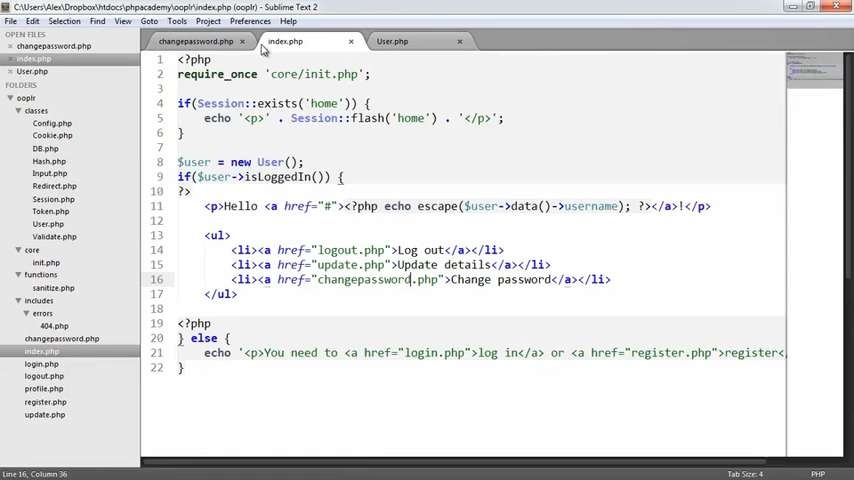 C:\Users\Alex\Dropbox\htdocs\phpacademy\ooplr\index.php (ooplr) - Sublime Text 2
File Edit Selection Find View Goto Tools Project Preferences Help
OPEN FILES
× changepassword.php
× index.php
× User.php
FOLDERS
ooplr
classes
Config.php
Cookie.php
DB.php
Hash.php
Input.php
Redirect.php
Session.php
Token.php
User.php
Validate.php
core
init.php
functions
sanitize.php
includes
errors
404.php
changepassword.php
index.php
login.php
logout.php
profile.php
register.php
update.php
changepassword.php × index.php × User.php ×
1 <?php
2 require_once 'core/init.php';
3
4 if(Session::exists('home')) {
5 echo '<p>' . Session::flash('home') . '</p>';
6 }
7
8 $user = new User();
9 if($user->isLoggedIn()) {
10 ?>
11 <p>Hello <a href="#"><?php echo escape($user->data()->username); ?></a>!</p>
12
13 <ul>
14 <li><a href="logout.php">Log out</a></li>
15 <li><a href="update.php">Update details</a></li>
16 <li><a href="changepassword.php">Change password</a></li>
17 </ul>
18
19 <?php
20 } else {
21 echo '<p>You need to <a href="login.php">log in</a> or <a href="register.php">register</
22 }
Line 16, Column 36 Tab Size: 4 PHP